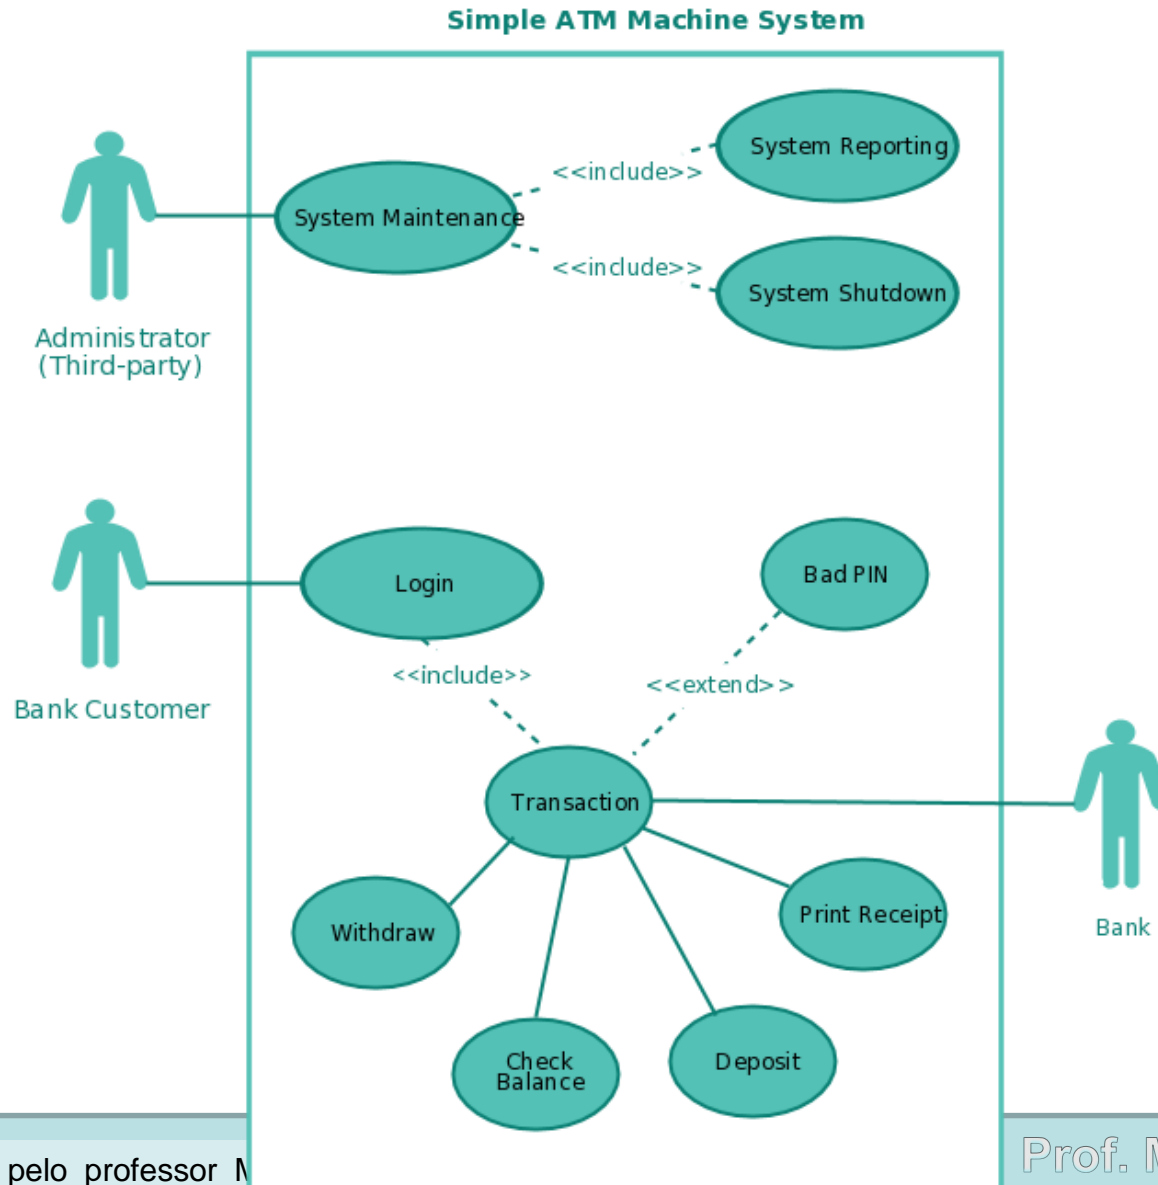 Simple ATM Machine System
System Reporting
<<include>>
System Maintenance
<<include>>
System Shutdown
Administrator
(Third-party)
Login
Bad PIN
<<include>>
<<extend>>
Bank Customer
Transaction
Print Receipt
Bank
Withdraw
Check
Balance
Deposit
pelo professor
Prof.